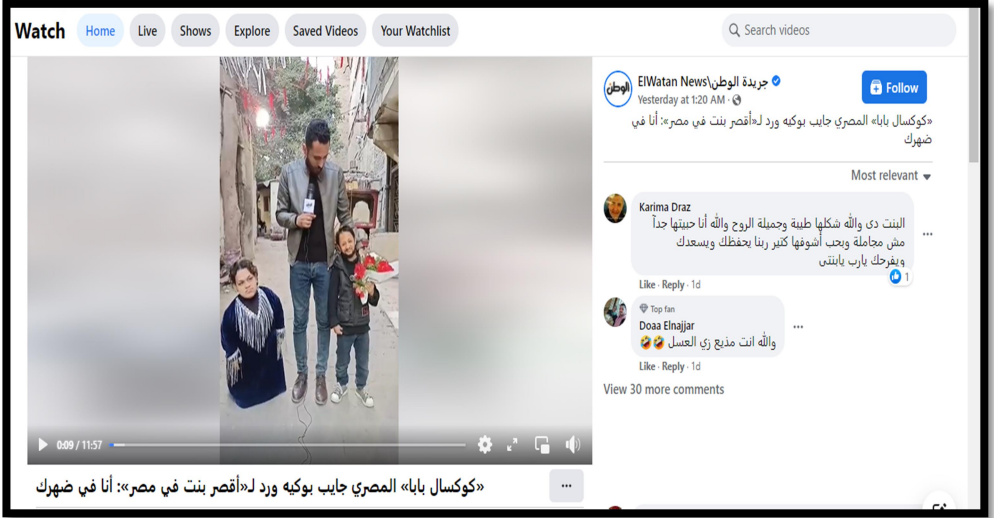 Watch
Home
Live
Shows
Explore
Saved Videos
Your Watchlist
Search videos
الوطن
ElWatan News\جريدة الوطن
Yesterday at 1:20 AM ·
Follow
«كوكسال بابا» المصري جايب بوكيه ورد لـ«أقصر بنت في مصر»: أنا في
ضهرك
Most relevant
Karima Draz
البنت دى والله شكلها طيبة وجميلة الروح والله أنا حبيتها جدآ
مش مجاملة وبحب أشوفها كتير ربنا يحفظك ويسعدك
ويفرحك يارب يابنتى
1
Like · Reply · 1d
Top fan
Doaa Elnajjar
والله انت مذيع زي العسل 🤣🤣
Like · Reply · 1d
View 30 more comments
0:09 / 11:57
«كوكسال بابا» المصري جايب بوكيه ورد لـ«أقصر بنت في مصر»: أنا في ضهرك